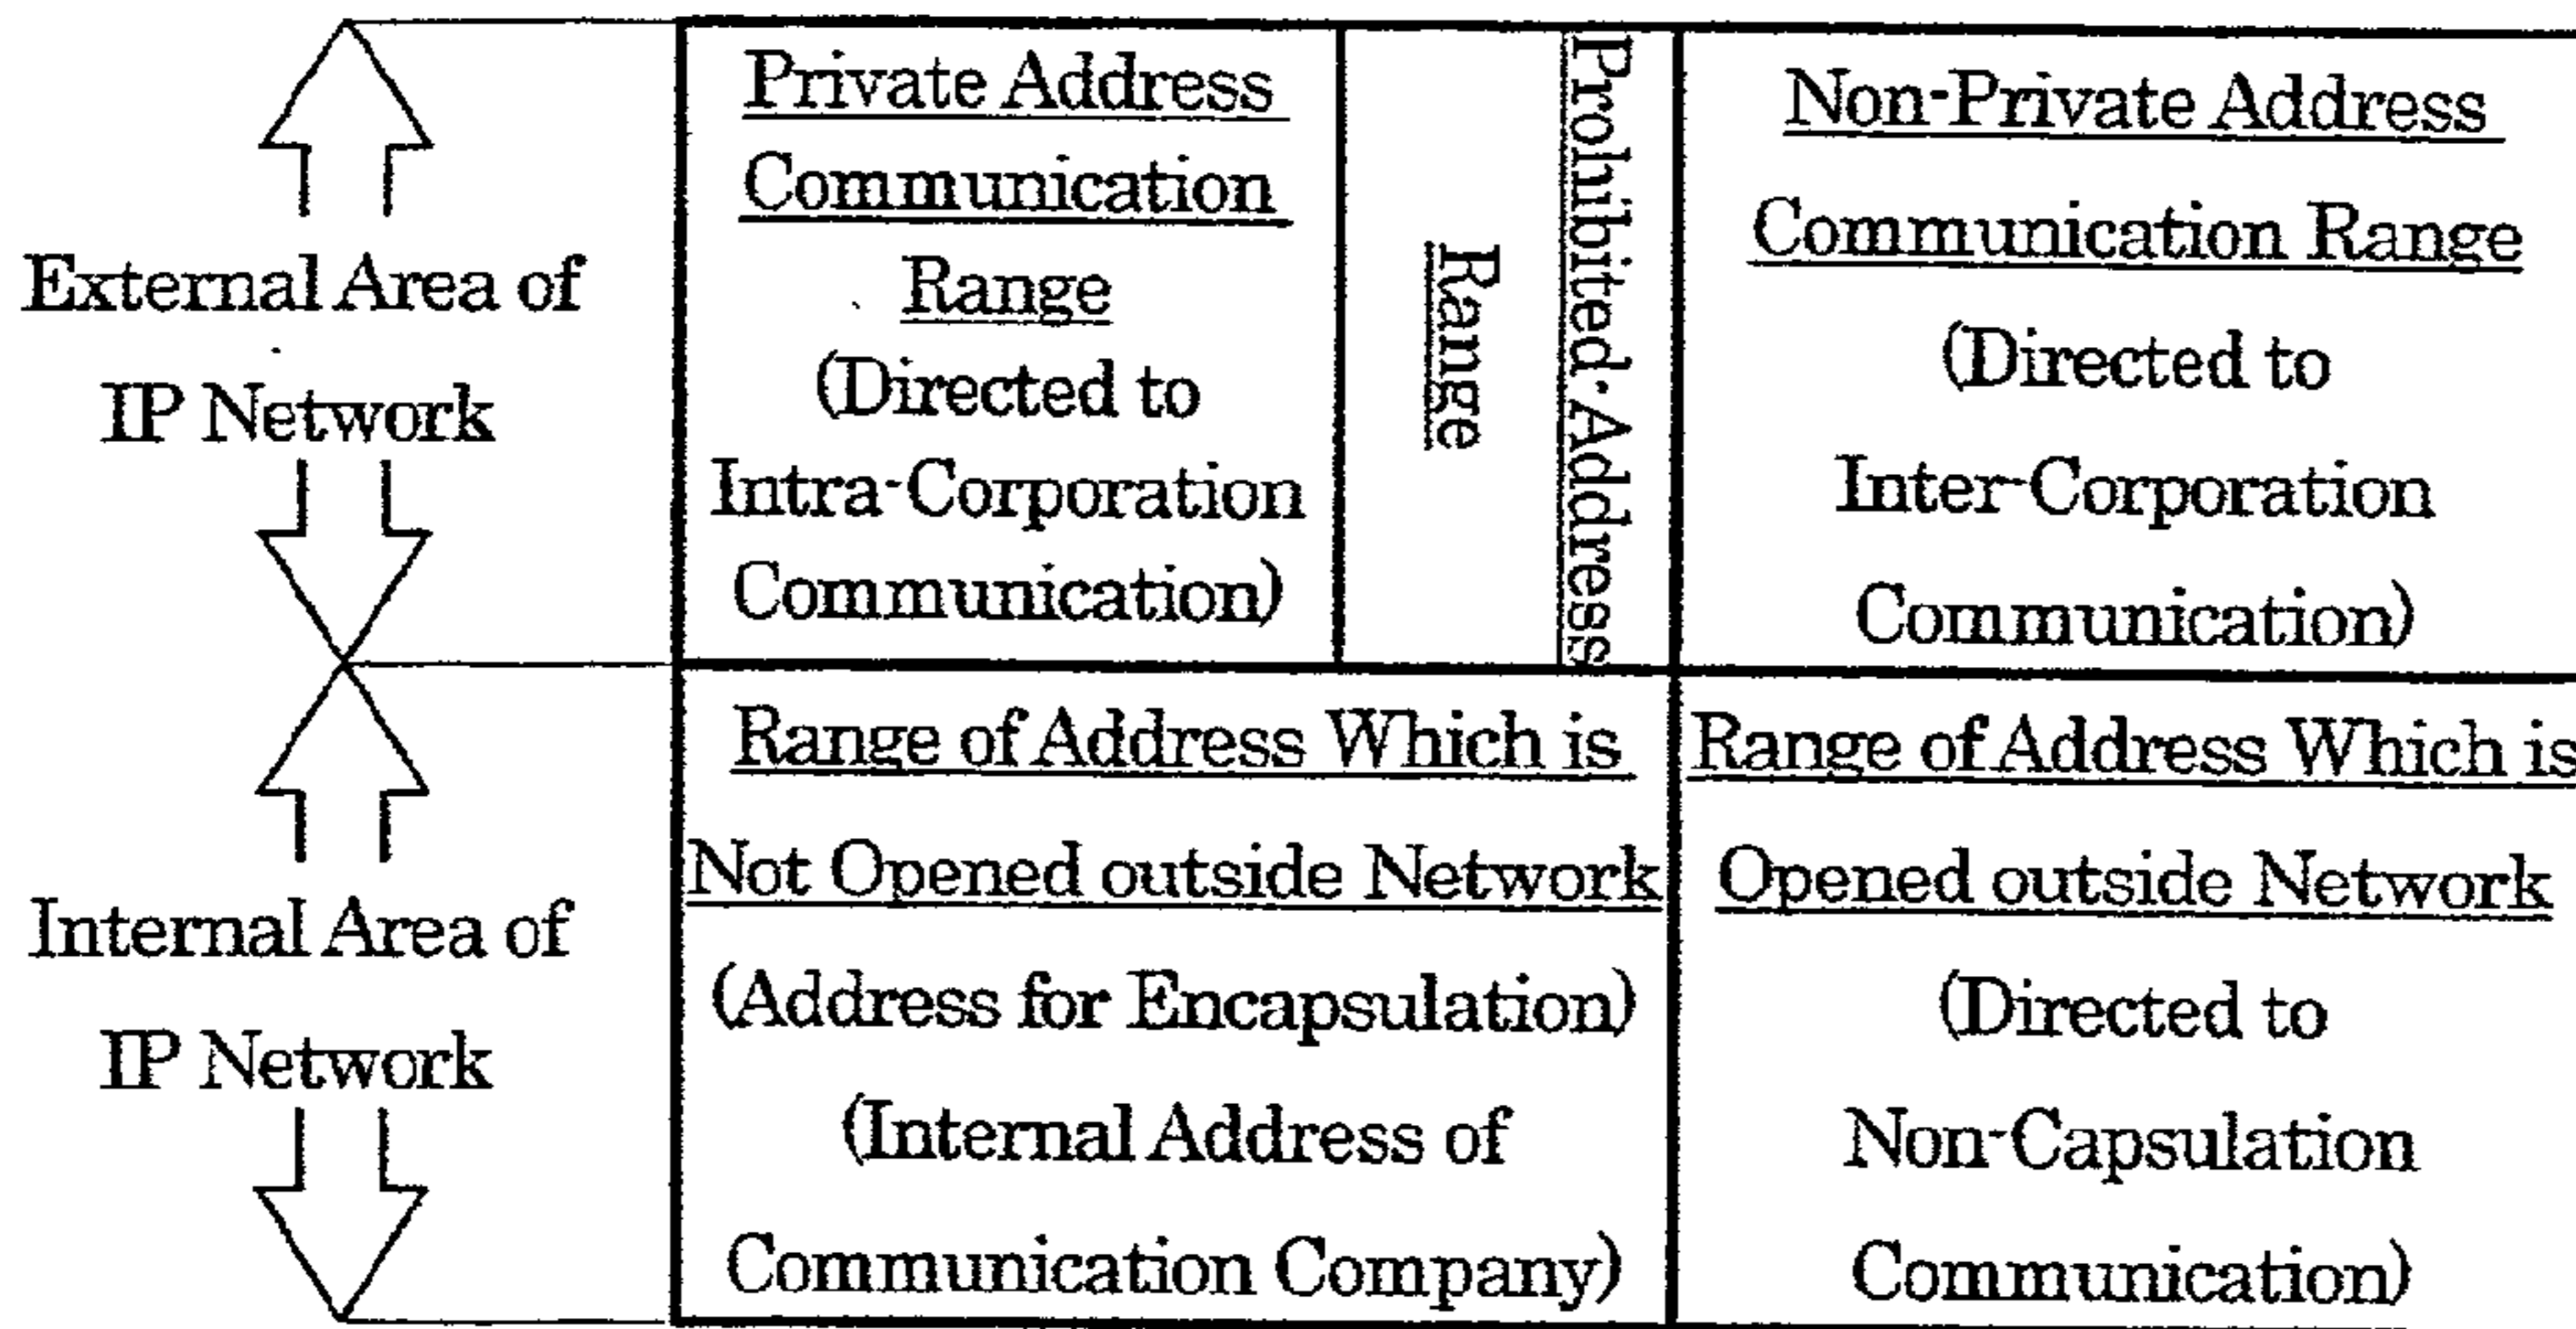 External Area of
IP Network
Private Address
Communication
Range
(Directed to
Intra-Corporation
Communication)
Prohibited·Address
Range
Non-Private Address
Communication Range
(Directed to
Inter-Corporation
Communication)
Internal Area of
IP Network
Range of Address Which is
Not Opened outside Network
(Address for Encapsulation)
(Internal Address of
Communication Company)
Range of Address Which is
Opened outside Network
(Directed to
Non-Capsulation
Communication)